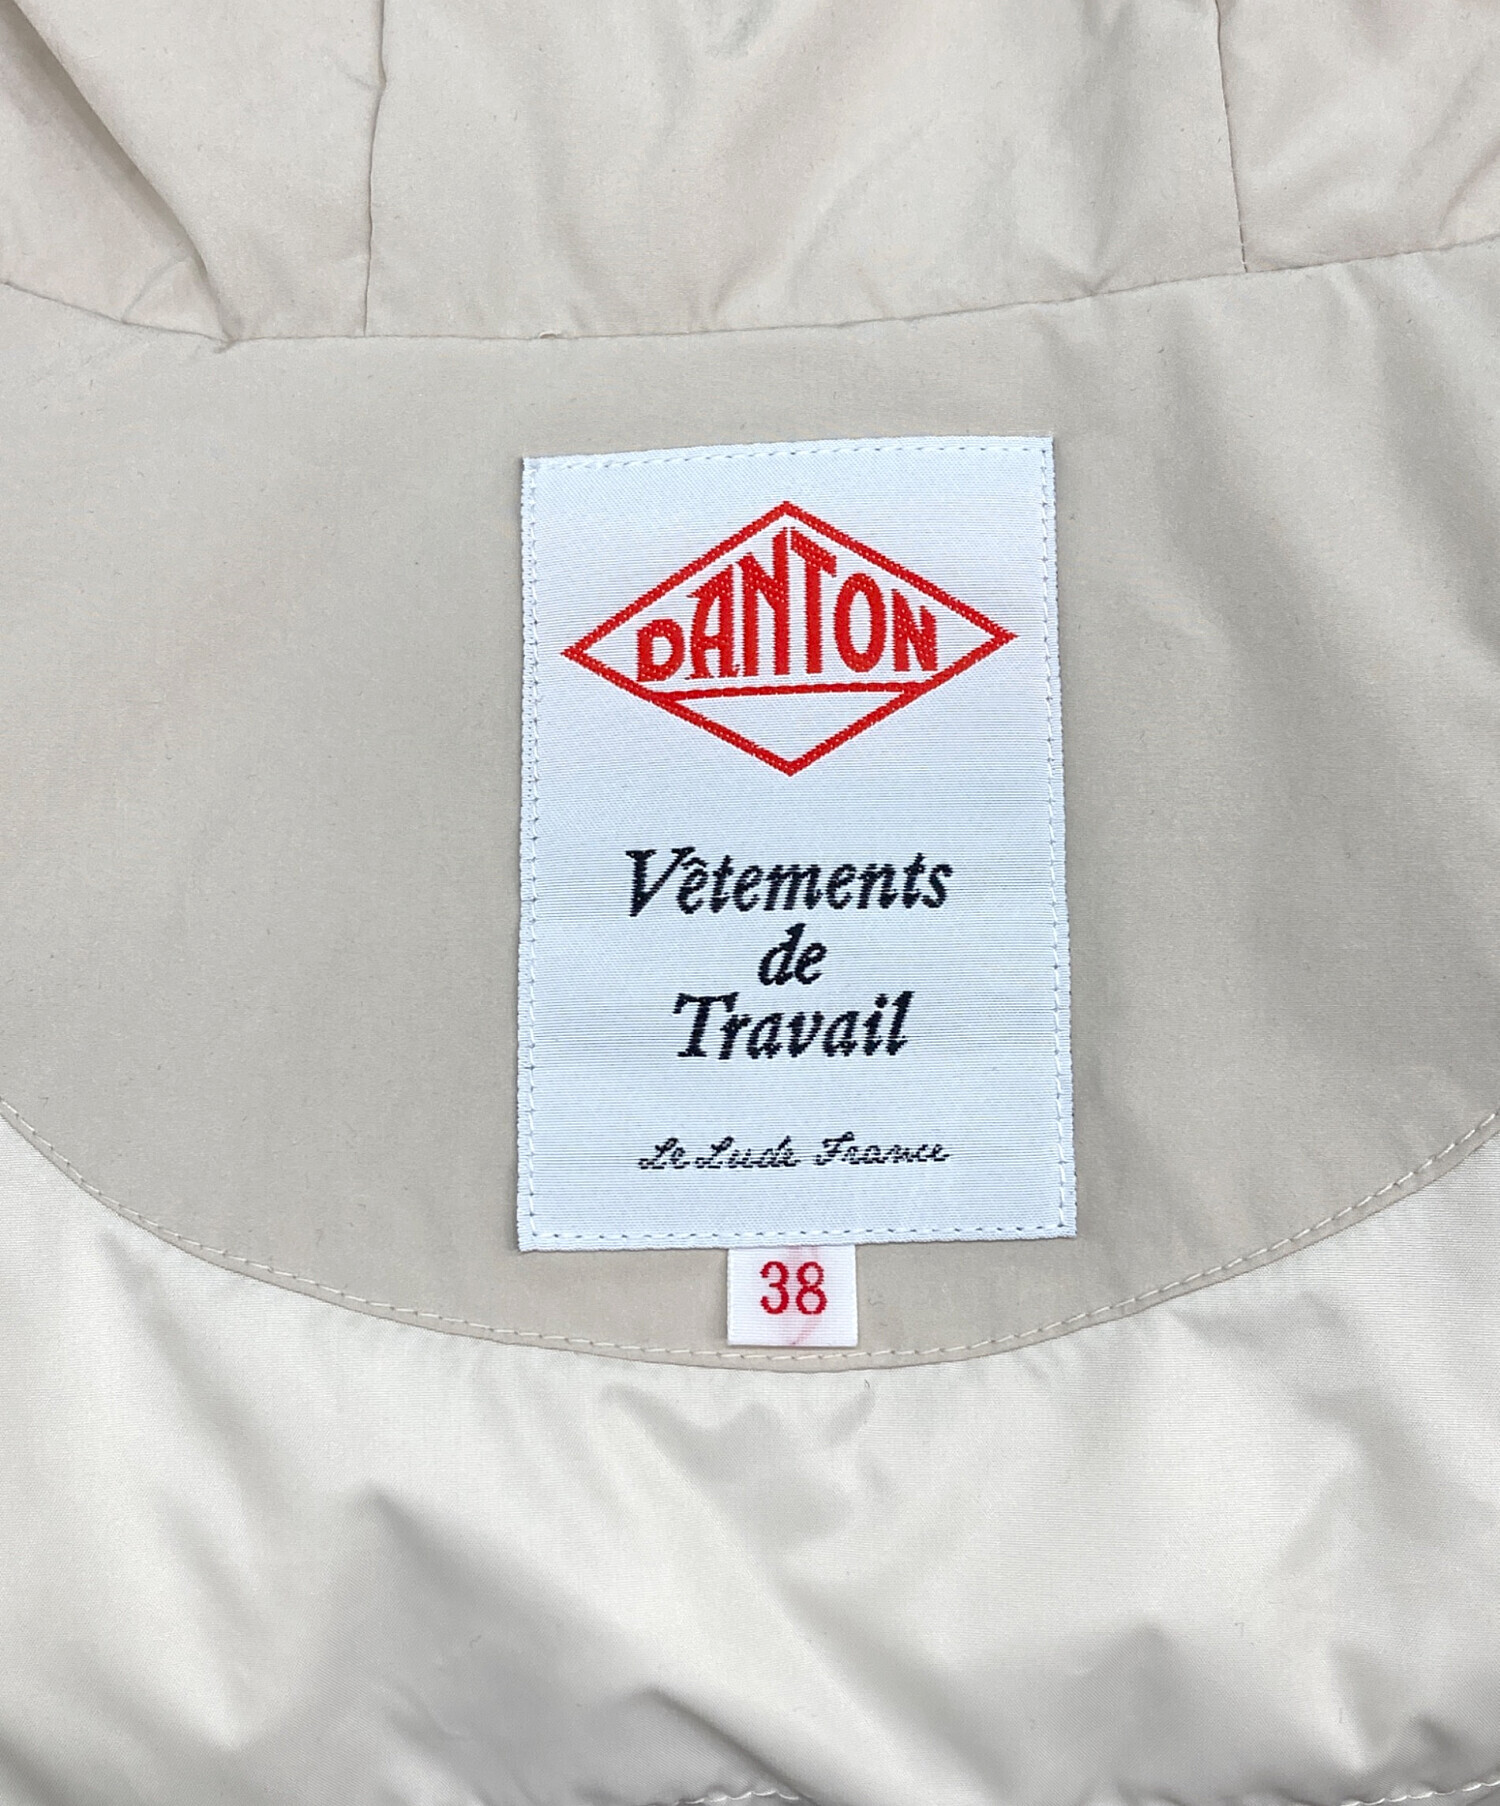 DANTON
Vêtements
de
Travail
Le Lude France
38